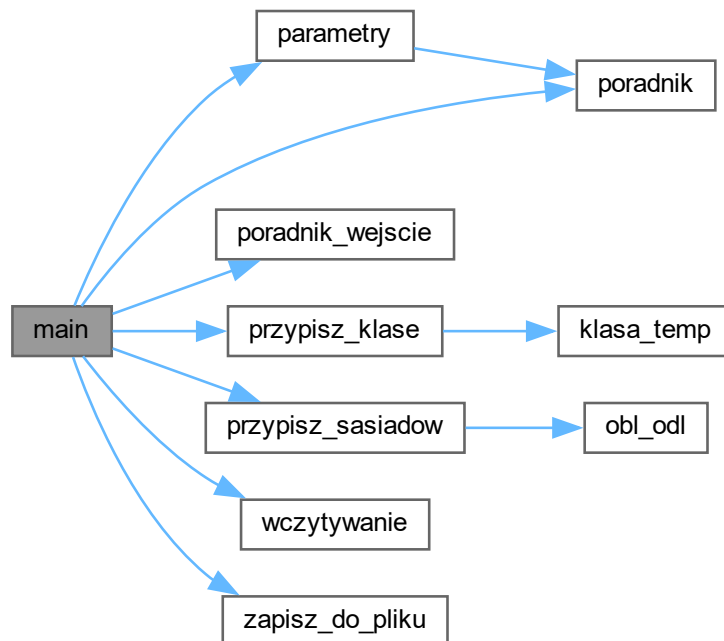 parametry
poradnik
poradnik_wejscie
main
przypisz_klase
klasa_temp
przypisz_sasiadow
obl_odl
wczytywanie
zapisz_do_pliku